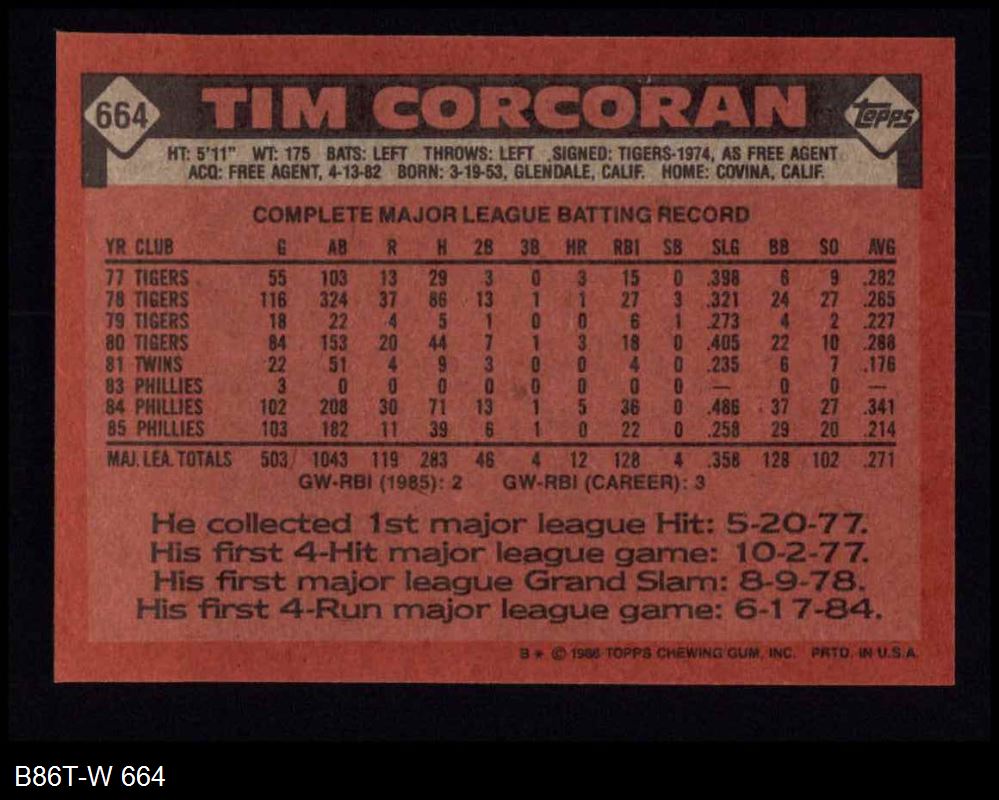 664 TIM CORCORAN Topps
HT: 5'11" WT: 175 BATS: LEFT THROWS: LEFT SIGNED: TIGERS-1974, AS FREE AGENT
ACQ: FREE AGENT, 4-13-82 BORN: 3-19-53, GLENDALE, CALIF. HOME: COVINA, CALIF.
COMPLETE MAJOR LEAGUE BATTING RECORD
YR CLUB G AB R H 2B 3B HR RBI SB SLG BB SO AVG
77 TIGERS 55 103 13 29 3 0 3 15 0 .398 6 9 .282
78 TIGERS 116 324 37 86 13 1 1 27 3 .321 24 27 .265
79 TIGERS 18 22 4 5 1 0 0 6 1 .273 4 2 .227
80 TIGERS 84 153 20 44 7 1 3 18 0 .405 22 10 .288
81 TWINS 22 51 4 9 3 0 0 4 0 .235 6 7 .176
83 PHILLIES 3 0 0 0 0 0 0 0 0 — 0 0 —
84 PHILLIES 102 208 30 71 13 1 5 36 0 .486 37 27 .341
85 PHILLIES 103 182 11 39 6 1 0 22 0 .258 29 20 .214
MAJ. LEA. TOTALS 503 1043 119 283 46 4 12 128 4 .356 128 102 .271
GW-RBI (1985): 2 GW-RBI (CAREER): 3
He collected 1st major league Hit: 5-20-77.
His first 4-Hit major league game: 10-2-77.
His first major league Grand Slam: 8-9-78.
His first 4-Run major league game: 6-17-84.
B * © 1986 TOPPS CHEWING GUM, INC. PRTD. IN U.S.A.
B86T-W 664